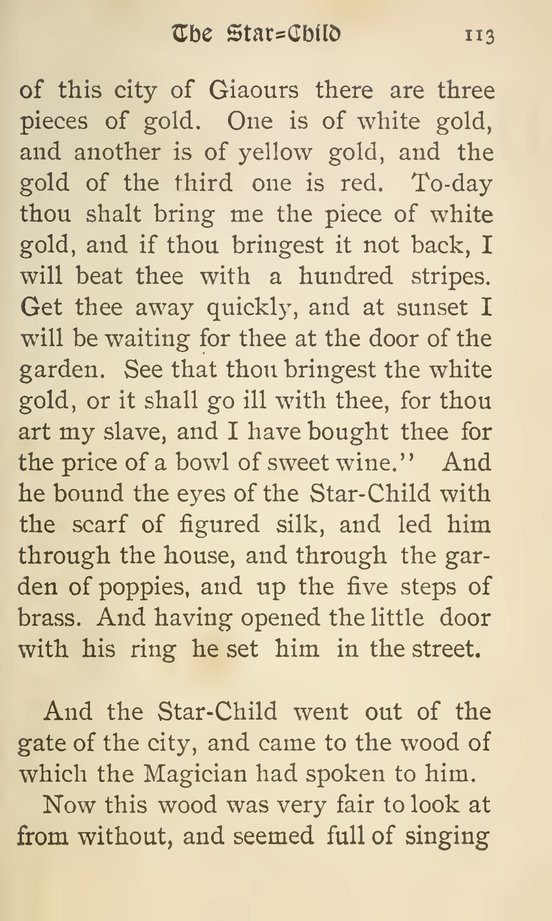 The Star-Child 113
of this city of Giaours there are three
pieces of gold. One is of white gold,
and another is of yellow gold, and the
gold of the third one is red. To-day
thou shalt bring me the piece of white
gold, and if thou bringest it not back, I
will beat thee with a hundred stripes.
Get thee away quickly, and at sunset I
will be waiting for thee at the door of the
garden. See that thou bringest the white
gold, or it shall go ill with thee, for thou
art my slave, and I have bought thee for
the price of a bowl of sweet wine.'' And
he bound the eyes of the Star-Child with
the scarf of figured silk, and led him
through the house, and through the gar-
den of poppies, and up the five steps of
brass. And having opened the little door
with his ring he set him in the street.
And the Star-Child went out of the
gate of the city, and came to the wood of
which the Magician had spoken to him.
Now this wood was very fair to look at
from without, and seemed full of singing